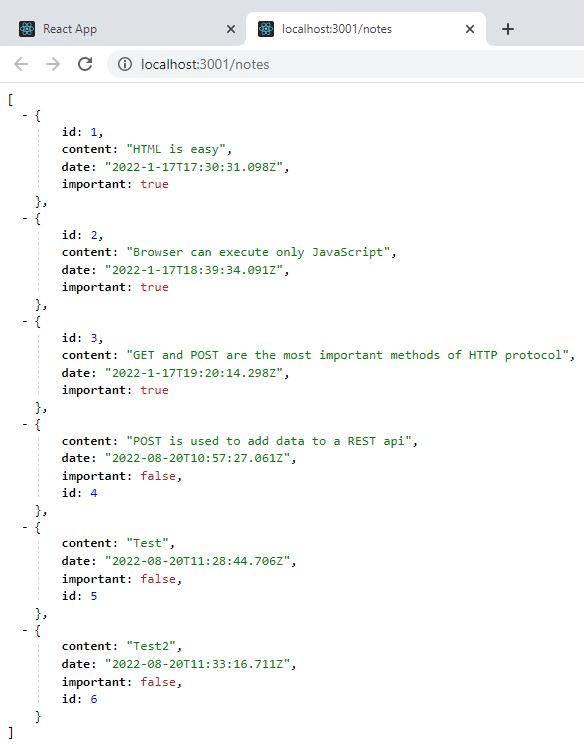 React App
localhost:3001/notes
localhost:3001/notes
[
- {
id: 1,
content: "HTML is easy",
date: "2022-1-17T17:30:31.098Z",
important: true
},
- {
id: 2,
content: "Browser can execute only JavaScript",
date: "2022-1-17T18:39:34.091Z",
important: true
},
- {
id: 3,
content: "GET and POST are the most important methods of HTTP protocol",
date: "2022-1-17T19:20:14.298Z",
important: true
},
- {
content: "POST is used to add data to a REST api",
date: "2022-08-20T10:57:27.061Z",
important: false,
id: 4
},
- {
content: "Test",
date: "2022-08-20T11:28:44.706Z",
important: false,
id: 5
},
- {
content: "Test2",
date: "2022-08-20T11:33:16.711Z",
important: false,
id: 6
}
]